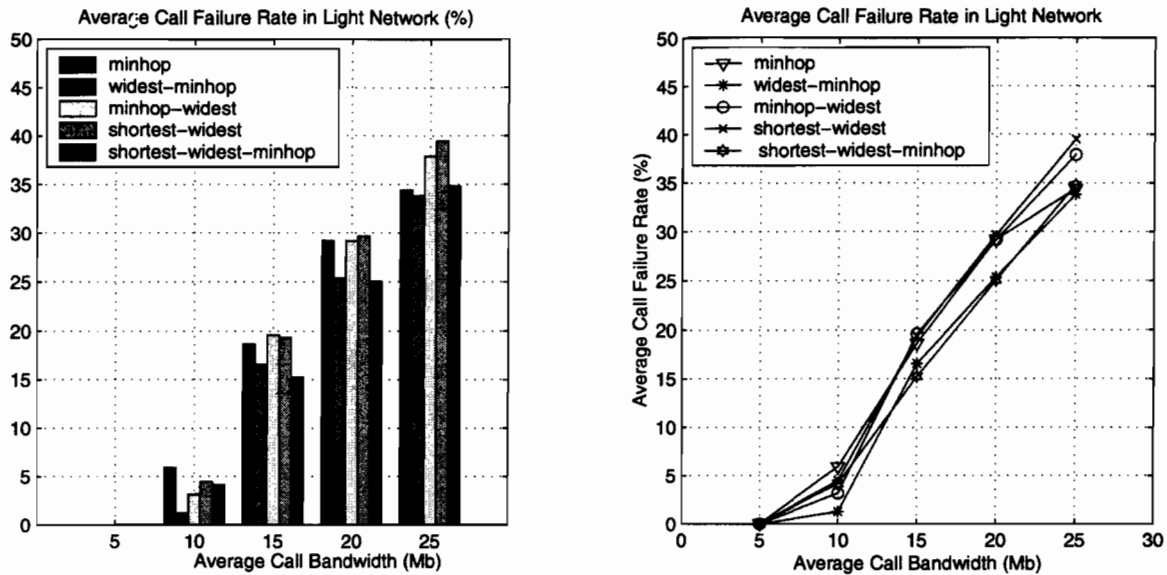 Average Call Failure Rate in Light Network (%)
50
45
40
35
30
25
20
15
10
5
0
minhop
widest-minhop
minhop-widest
shortest-widest
shortest-widest-minhop
5 10 15 20 25
Average Call Bandwidth (Mb)
Average Call Failure Rate in Light Network
Average Call Failure Rate (%)
50
45
40
35
30
25
20
15
10
5
0
minhop
widest-minhop
minhop-widest
shortest-widest
shortest-widest-minhop
0 5 10 15 20 25 30
Average Call Bandwidth (Mb)